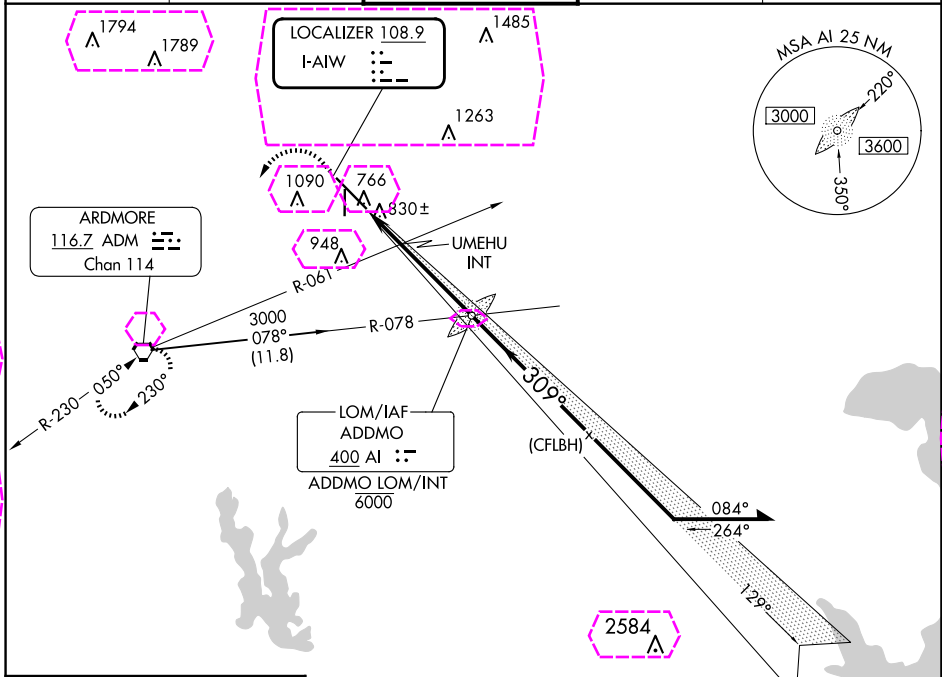 1794
1789
LOCALIZER 108.9
I-AIW
1485
1263
MSA AI 25 NM
220°
3000
3600
350°
1090
766
830±
948
ARDMORE
116.7 ADM
Chan 114
R-061
UMEHU
INT
3000
078°
(11.8)
R-078
R-230
050°
230°
309°
LOM/IAF
ADDMO
400 AI
ADDMO LOM/INT
6000
(CFLBH)
084°
264°
129°
2584